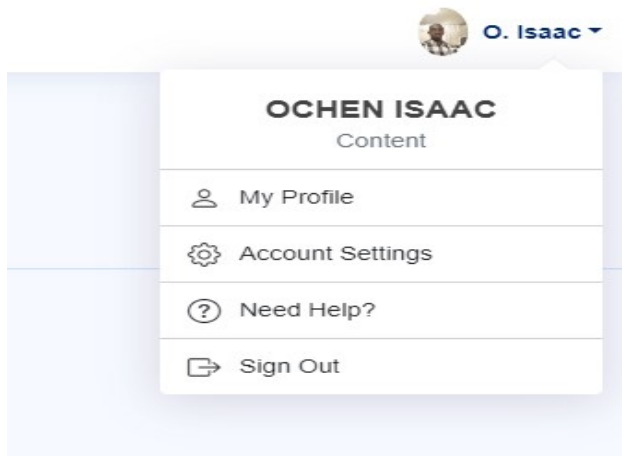 O. Isaac
OCHEN ISAAC
Content
My Profile
Account Settings
Need Help?
Sign Out